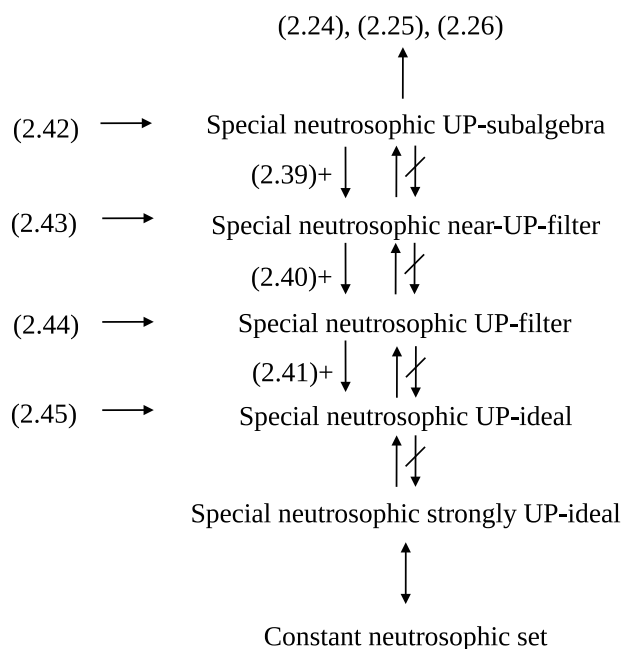 (2.24), (2.25), (2.26)
(2.42) Special neutrosophic UP-subalgebra
(2.39)+
(2.43) Special neutrosophic near-UP-filter
(2.40)+
(2.44) Special neutrosophic UP-filter
(2.41)+
(2.45) Special neutrosophic UP-ideal
Special neutrosophic strongly UP-ideal
Constant neutrosophic set